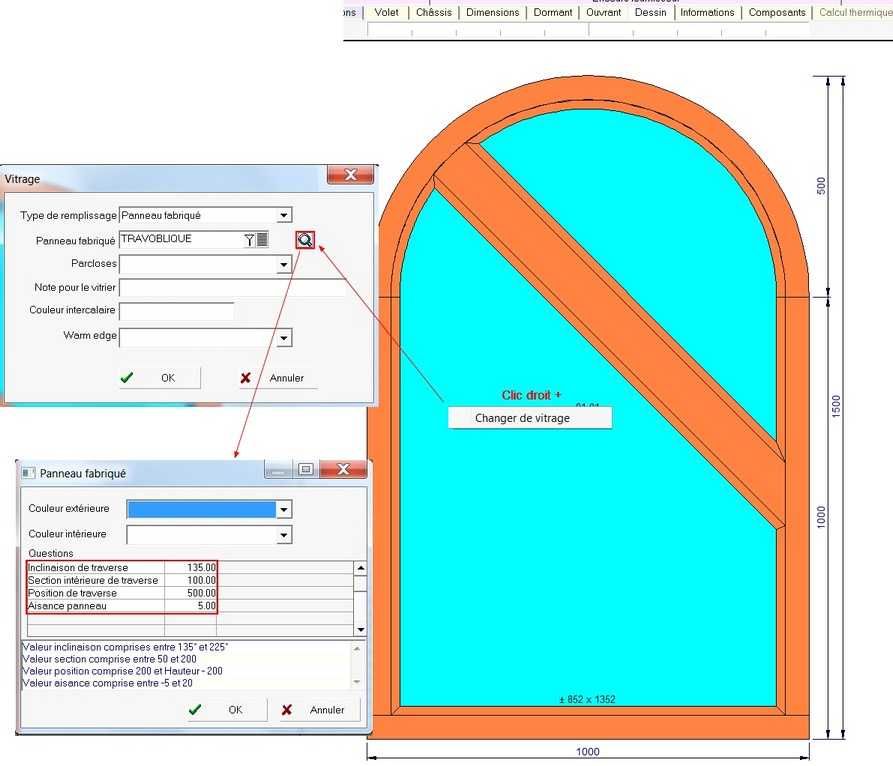 ons Volet Châssis Dimensions Dormant Ouvrant Dessin Informations Composants Calcul thermique
Vitrage
Type de remplissage Panneau fabriqué
Panneau fabriqué TRAVOBLIQUE
Parcloses
Note pour le vitrier
Couleur intercalaire
Warm edge
OK Annuler
500
1500
1000
Clic droit +
Changer de vitrage
± 852 x 1352
1000
Panneau fabriqué
Couleur extérieure
Couleur intérieure
Questions
Inclinaison de traverse 135.00
Section intérieure de traverse 100.00
Position de traverse 500.00
Aisance panneau 5.00
Valeur inclinaison comprises entre 135° et 225°
Valeur section comprise entre 50 et 200
Valeur position comprise 200 et Hauteur - 200
Valeur aisance comprise entre -5 et 20
OK Annuler